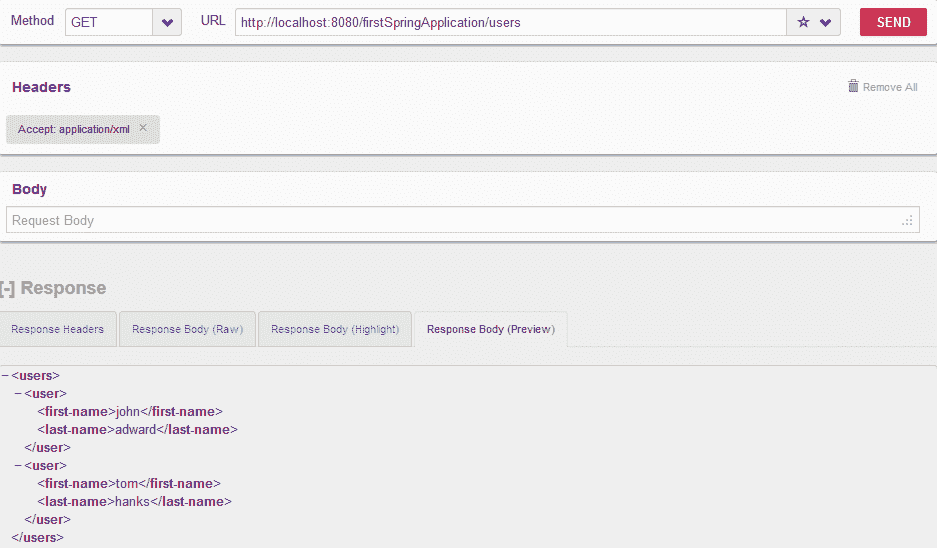 Method GET URL http://localhost:8080/firstSpringApplication/users SEND
Headers Remove All
Accept: application/xml ×
Body
Request Body
[-] Response
Response Headers Response Body (Raw) Response Body (Highlight) Response Body (Preview)
– <users>
– <user>
<first-name>john</first-name>
<last-name>adward</last-name>
</user>
– <user>
<first-name>tom</first-name>
<last-name>hanks</last-name>
</user>
</users>